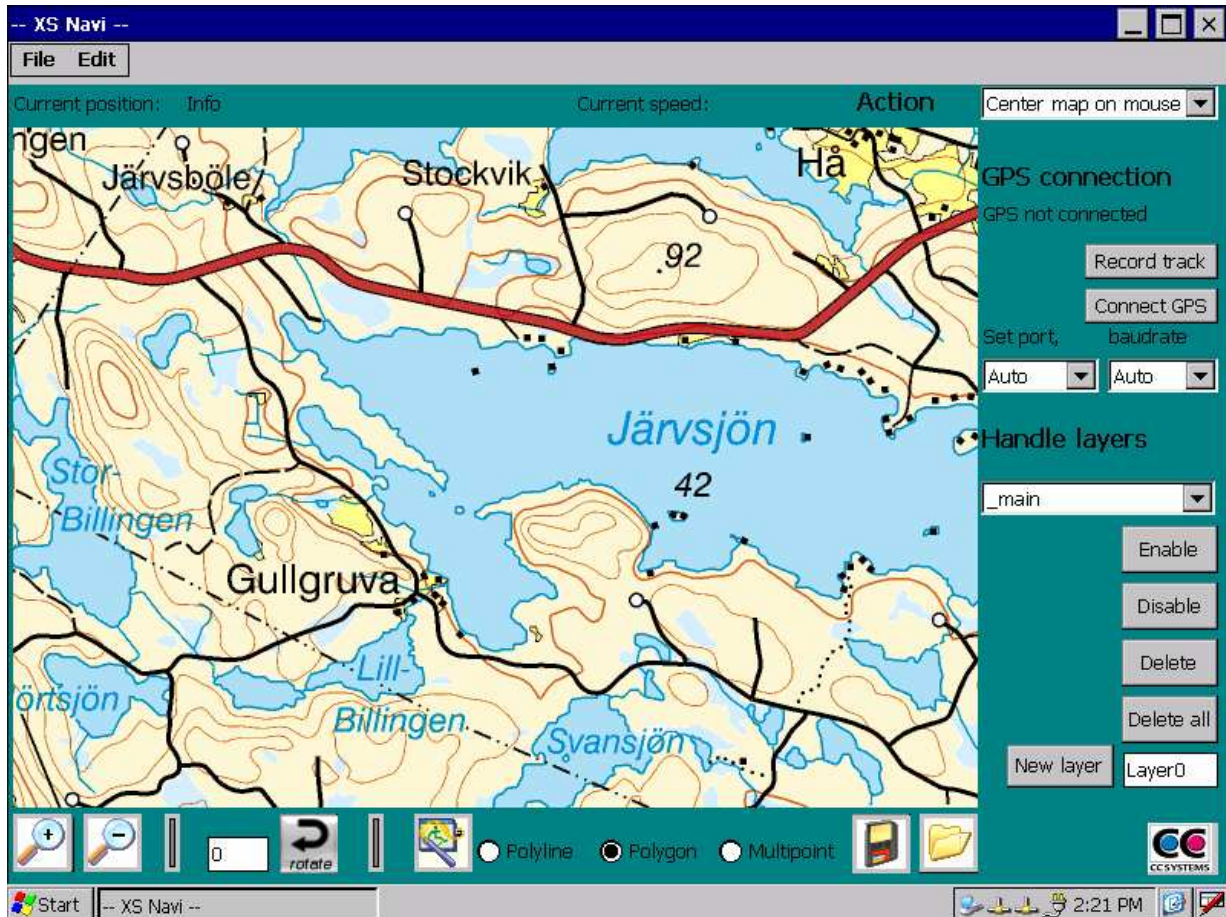 -- XS Navi --
File Edit
Current position: Info Current speed: Action Center map on mouse
ngen
Järvsböle
Stockvik
Hå
.92
GPS connection
GPS not connected
Record track
Connect GPS
Set port, baudrate
Auto Auto
Järvsjön
42
Handle layers
_main
Stor-
Billingen
Enable
Gullgruva
Disable
Lill-
Billingen
Delete
örtsjön
Svansjön
Delete all
New layer Layer0
0 rotate Polyline Polygon Multipoint
CC SYSTEMS
Start -- XS Navi -- 2:21 PM